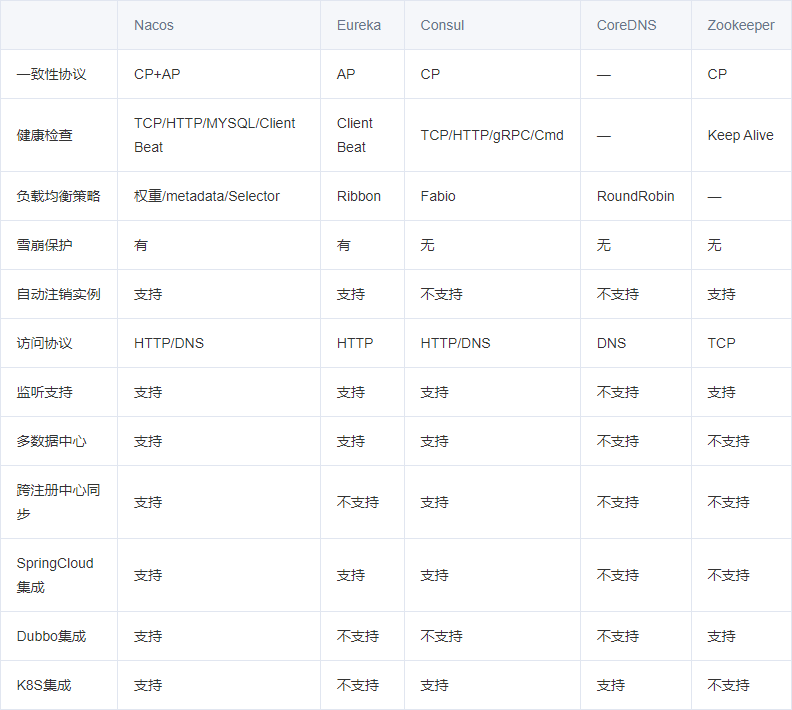 Nacos Eureka Consul CoreDNS Zookeeper
一致性协议 CP+AP AP CP — CP
健康检查 TCP/HTTP/MYSQL/Client Beat Client Beat TCP/HTTP/gRPC/Cmd — Keep Alive
负载均衡策略 权重/metadata/Selector Ribbon Fabio RoundRobin —
雪崩保护 有 有 无 无 无
自动注销实例 支持 支持 不支持 不支持 支持
访问协议 HTTP/DNS HTTP HTTP/DNS DNS TCP
监听支持 支持 支持 支持 不支持 支持
多数据中心 支持 支持 支持 不支持 不支持
跨注册中心同步 支持 不支持 支持 不支持 不支持
SpringCloud集成 支持 支持 支持 不支持 不支持
Dubbo集成 支持 不支持 不支持 不支持 支持
K8S集成 支持 不支持 支持 支持 不支持